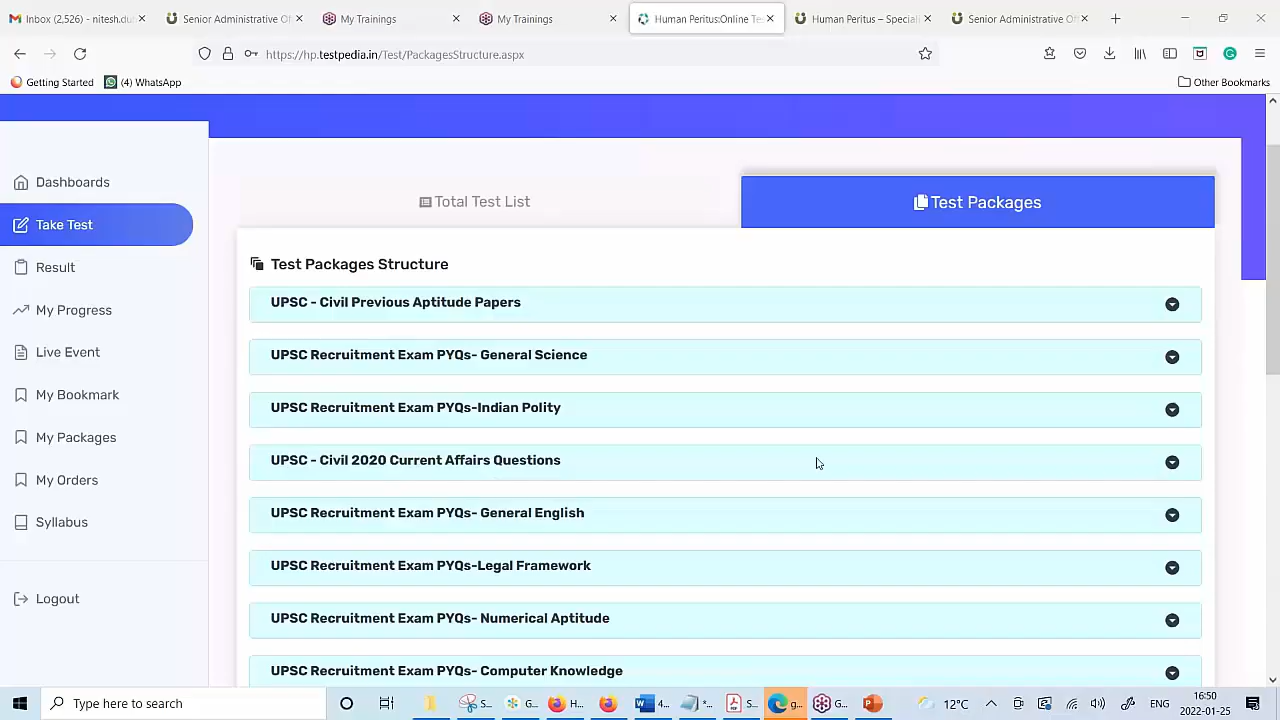 Inbox (2,526) - nitesh.du
Senior Administrative Of
My Trainings
My Trainings
Human Peritus:Online Te
Human Peritus – Speciali
Senior Administrative Of
https://hp.testpedia.in/Test/PackagesStructure.aspx
Getting Started
(4) WhatsApp
Other Bookmarks
Dashboards
Take Test
Result
My Progress
Live Event
My Bookmark
My Packages
My Orders
Syllabus
Logout
Total Test List
Test Packages
Test Packages Structure
UPSC - Civil Previous Aptitude Papers
UPSC Recruitment Exam PYQs- General Science
UPSC Recruitment Exam PYQs-Indian Polity
UPSC - Civil 2020 Current Affairs Questions
UPSC Recruitment Exam PYQs- General English
UPSC Recruitment Exam PYQs-Legal Framework
UPSC Recruitment Exam PYQs- Numerical Aptitude
UPSC Recruitment Exam PYQs- Computer Knowledge
Type here to search
S...
G...
H...
4...
S...
g...
G...
12°C
ENG
16:50
2022-01-25